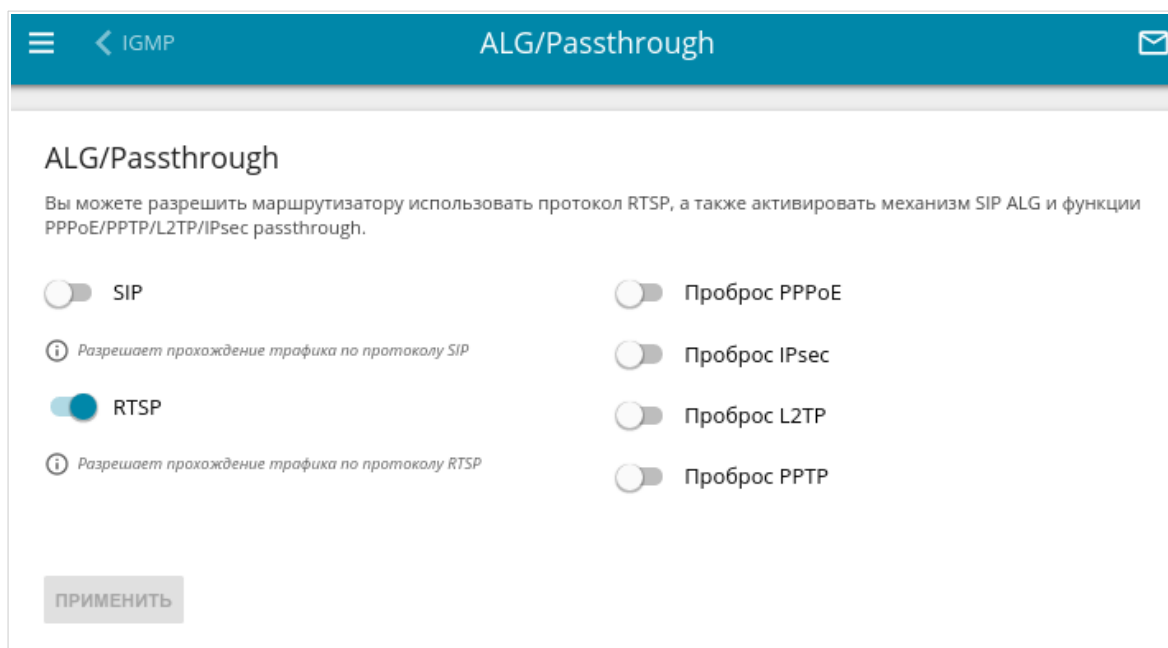 IGMP
ALG/Passthrough
ALG/Passthrough
Вы можете разрешить маршрутизатору использовать протокол RTSP, а также активировать механизм SIP ALG и функции
PPPoE/PPTP/L2TP/IPsec passthrough.
SIP
Разрешает прохождение трафика по протоколу SIP
RTSP
Разрешает прохождение трафика по протоколу RTSP
Проброс PPPoE
Проброс IPsec
Проброс L2TP
Проброс PPTP
ПРИМЕНИТЬ